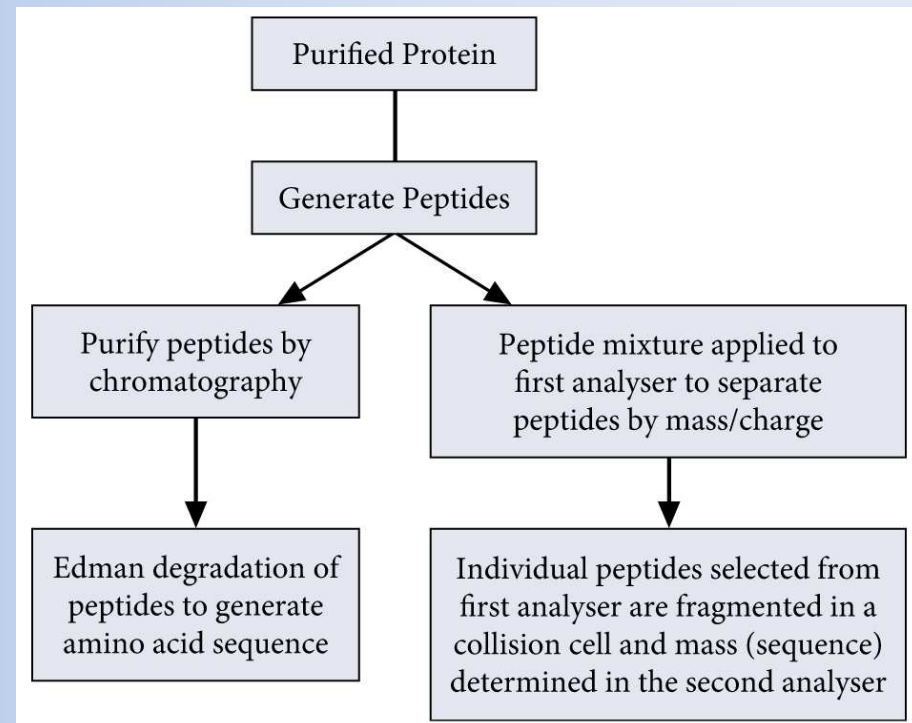 Purified Protein
Generate Peptides
Purify peptides by
chromatography
Edman degradation of
peptides to generate
amino acid sequence
Peptide mixture applied to
first analyser to separate
peptides by mass/charge
Individual peptides selected from
first analyser are fragmented in a
collision cell and mass (sequence)
determined in the second analyser